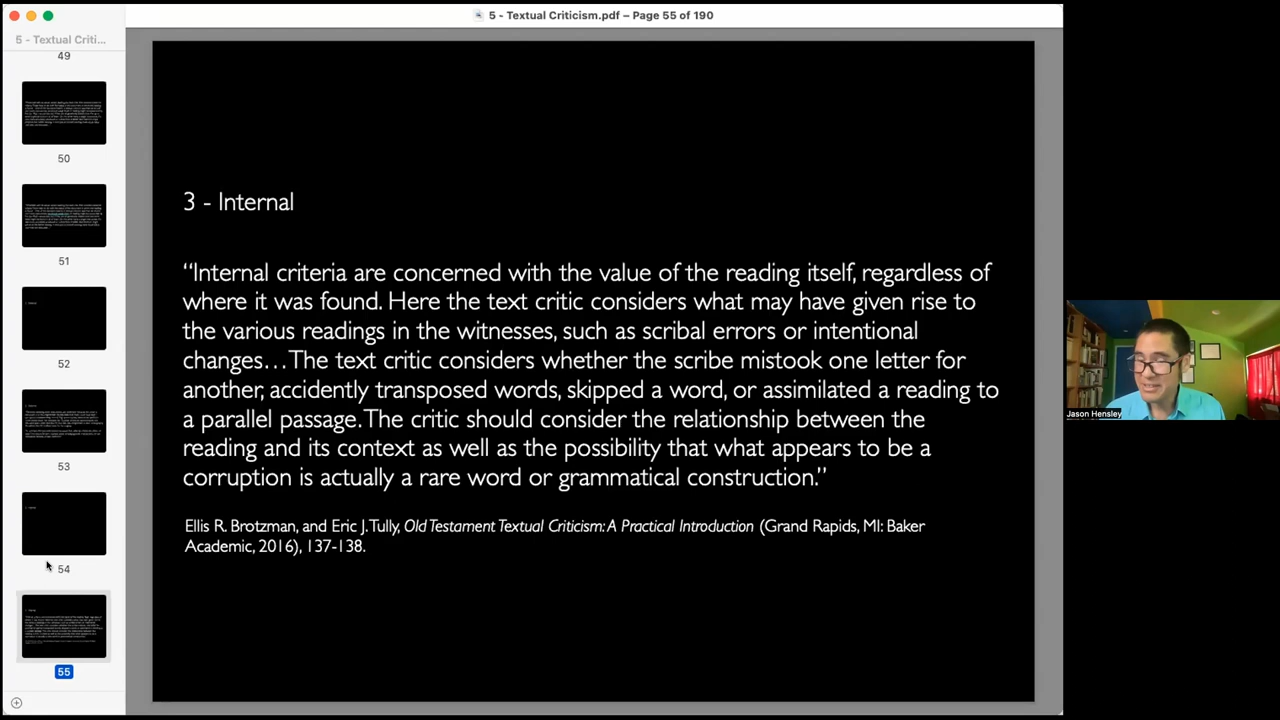 5 - Textual Criticism.pdf – Page 55 of 190
5 - Textual Criti...
49
50
51
52
53
54
55
3 - Internal
“Internal criteria are concerned with the value of the reading itself, regardless of
where it was found. Here the text critic considers what may have given rise to
the various readings in the witnesses, such as scribal errors or intentional
changes…The text critic considers whether the scribe mistook one letter for
another, accidently transposed words, skipped a word, or assimilated a reading to
a parallel passage. The critic should consider the relationship between the
reading and its context as well as the possibility that what appears to be a
corruption is actually a rare word or grammatical construction.”
Ellis R. Brotzman, and Eric J. Tully, Old Testament Textual Criticism: A Practical Introduction (Grand Rapids, MI: Baker
Academic, 2016), 137-138.
Jason Hensley